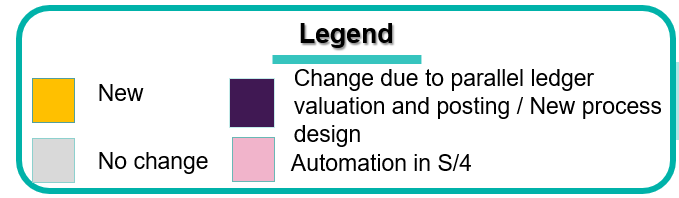 Legend
New
Change due to parallel ledger
valuation and posting / New process
design
No change
Automation in S/4